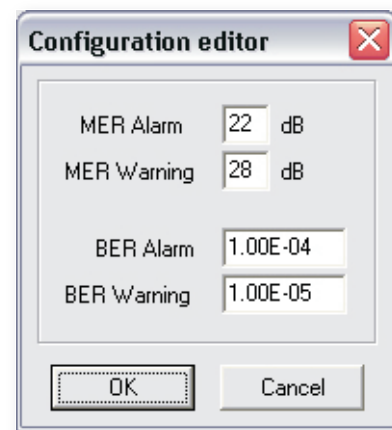 Configuration editor
MER Alarm 22 dB
MER Warning 28 dB
BER Alarm 1.00E-04
BER Warning 1.00E-05
OK Cancel